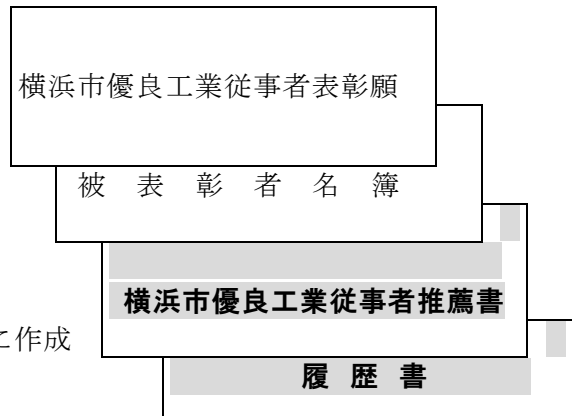 横浜市優良工業従事者表彰願
被表彰者名簿
横浜市優良工業従事者推薦書
に作成
履歴書